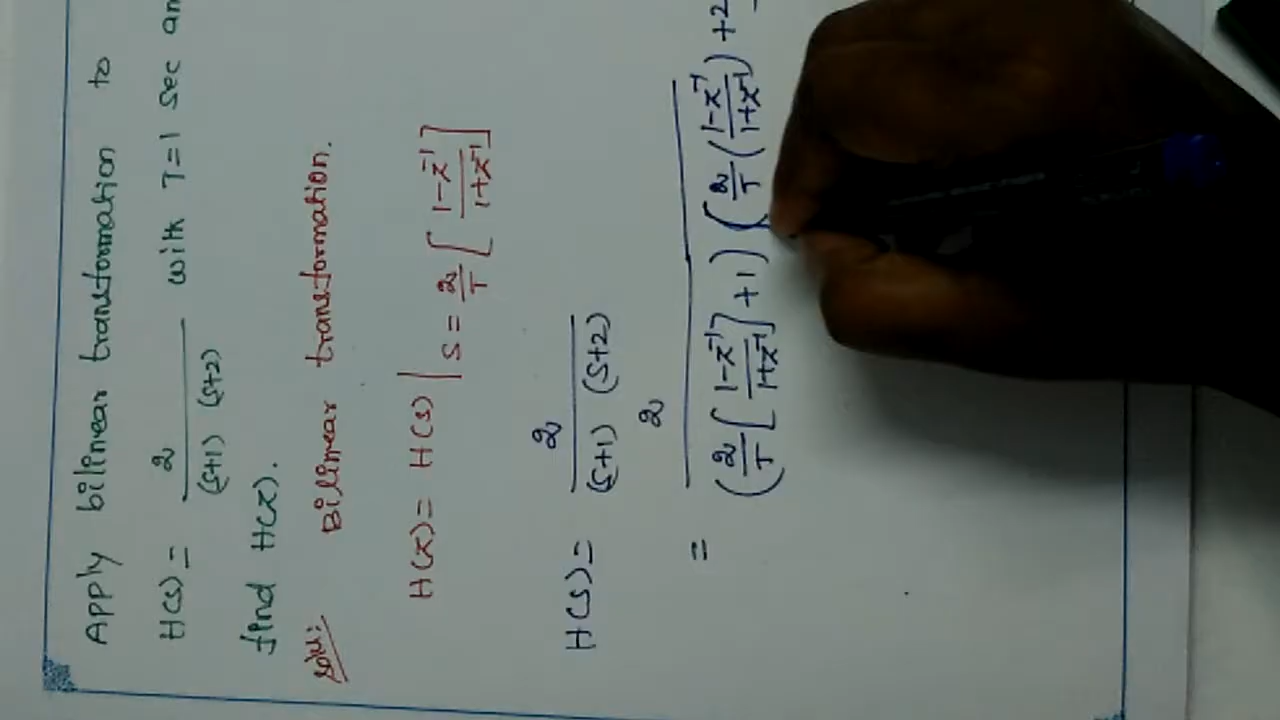 Apply bilinear transformation to
H(s) = 2 / (s+1) (s+2) with T=1 sec an
find H(z).
Soln: Bilinear transformation.
H(z) = H(s) | s = 2/T [ 1-z⁻¹ / 1+z⁻¹ ]
H(s) = 2 / (s+1) (s+2)
= 2 / (2/T [ 1-z⁻¹ / 1+z⁻¹ ] + 1) (2/T ( 1-z⁻¹ / 1+z⁻¹ ) + 2